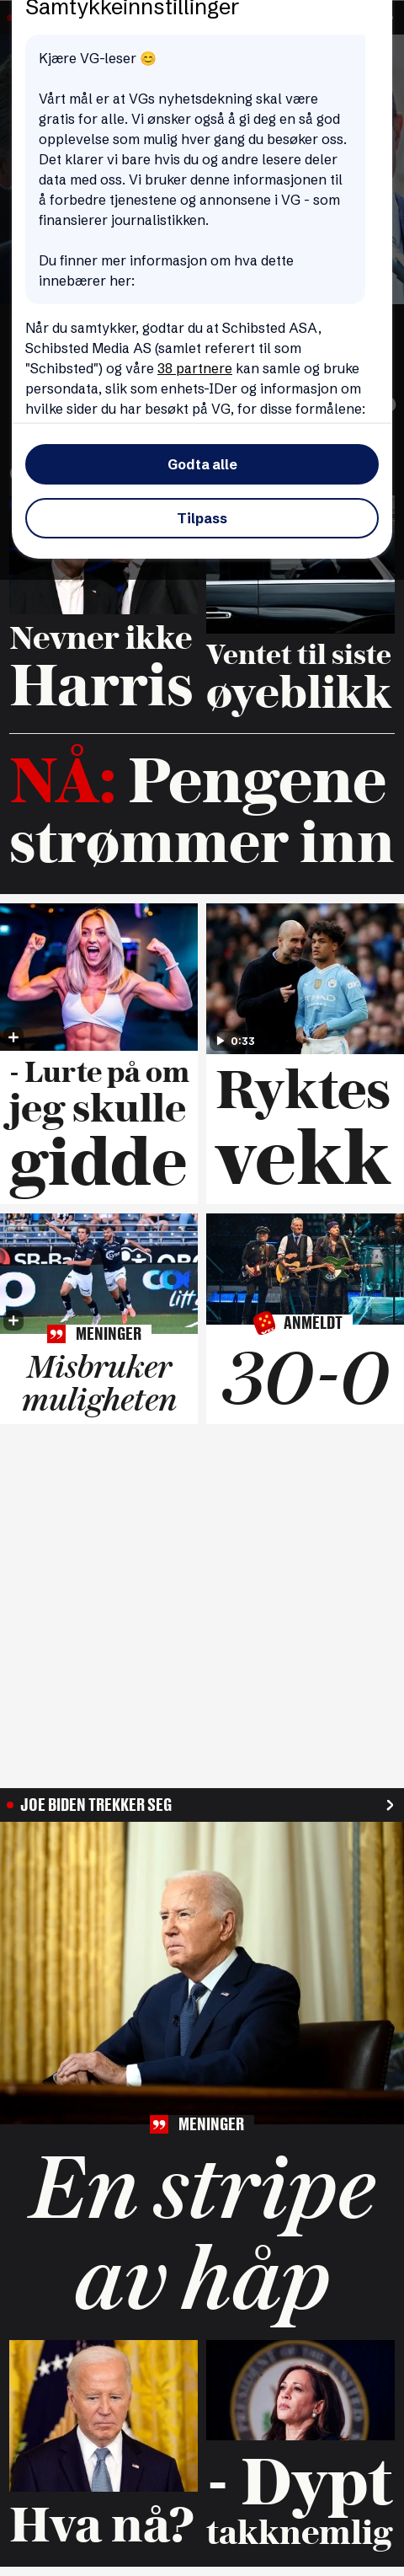 Samtykkeinnstillinger
Kjære VG-leser 😊
Vårt mål er at VGs nyhetsdekning skal være
gratis for alle. Vi ønsker også å gi deg en så god
opplevelse som mulig hver gang du besøker oss.
Det klarer vi bare hvis du og andre lesere deler
data med oss. Vi bruker denne informasjonen til
å forbedre tjenestene og annonsene i VG - som
finansierer journalistikken.
Du finner mer informasjon om hva dette
innebærer her:
Når du samtykker, godtar du at Schibsted ASA,
Schibsted Media AS (samlet referert til som
"Schibsted") og våre 38 partnere kan samle og bruke
persondata, slik som enhets-IDer og informasjon om
hvilke sider du har besøkt på VG, for disse formålene:
Godta alle
Tilpass
Nevner ikke
Harris
Ventet til siste
øyeblikk
NÅ: Pengene
strømmer inn
0:33
- Lurte på om
jeg skulle
gidde
Ryktes
vekk
MENINGER
Misbruker
muligheten
ANMELDT
30-0
JOE BIDEN TREKKER SEG
MENINGER
En stripe
av håp
Hva nå?
- Dypt
takknemlig